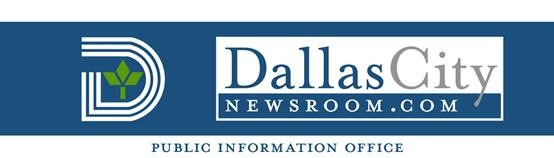 DallasCity
NEWSROOM.COM
PUBLIC INFORMATION OFFICE